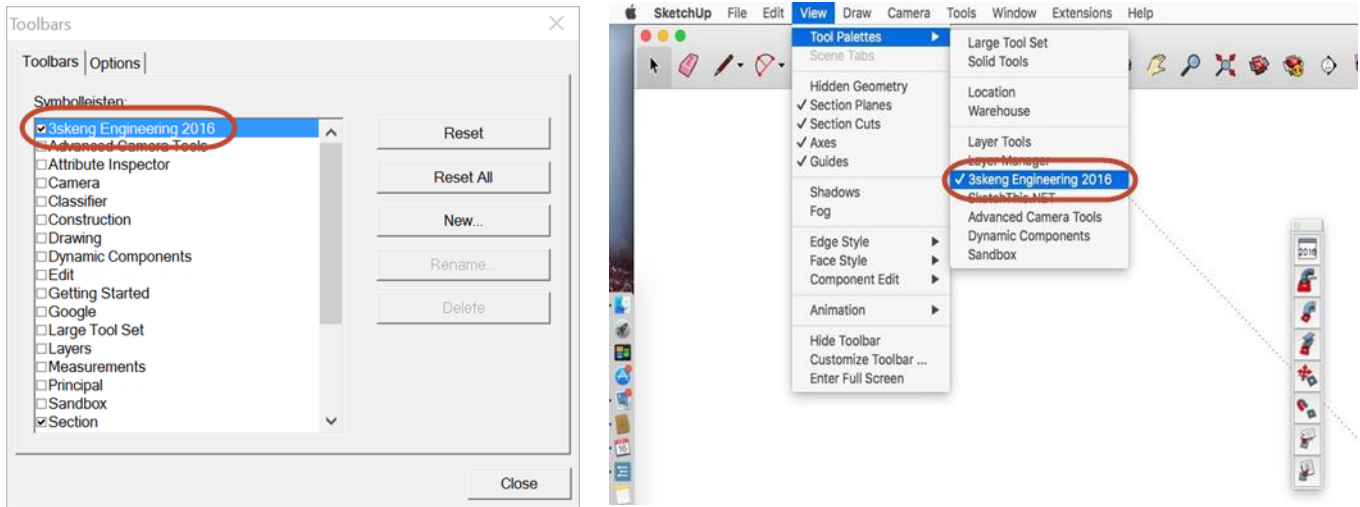 Toolbars
Toolbars Options
Symbolleisten:
3skeng Engineering 2016
Advanced Camera Tools
Attribute Inspector
Camera
Classifier
Construction
Drawing
Dynamic Components
Edit
Getting Started
Google
Large Tool Set
Layers
Measurements
Principal
Sandbox
Section
Reset
Reset All
New...
Rename...
Delete
Close
SketchUp File Edit View Draw Camera Tools Window Extensions Help
Tool Palettes
Scene Tabs
Hidden Geometry
Section Planes
Section Cuts
Axes
Guides
Shadows
Fog
Edge Style
Face Style
Component Edit
Animation
Hide Toolbar
Customize Toolbar ...
Enter Full Screen
Large Tool Set
Solid Tools
Location
Warehouse
Layer Tools
Layer Manager
3skeng Engineering 2016
SketchThis.NET
Advanced Camera Tools
Dynamic Components
Sandbox
2016
16